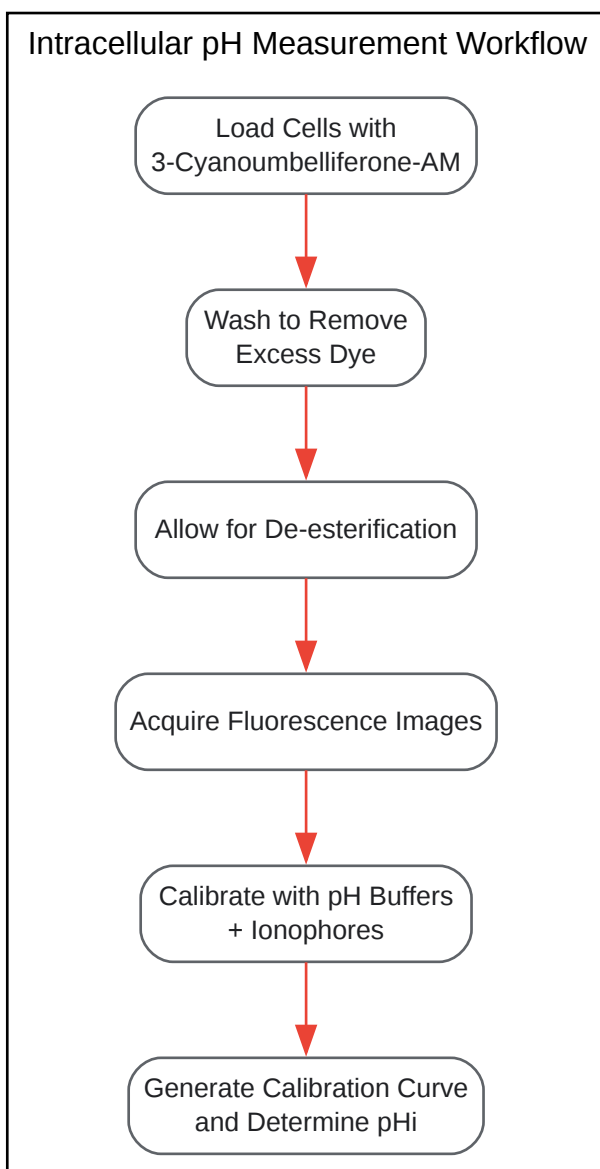 Intracellular pH Measurement Workflow
Load Cells with
3-Cyanoumbelliferone-AM
Wash to Remove
Excess Dye
Allow for De-esterification
Acquire Fluorescence Images
Calibrate with pH Buffers
+ Ionophores
Generate Calibration Curve
and Determine pHi